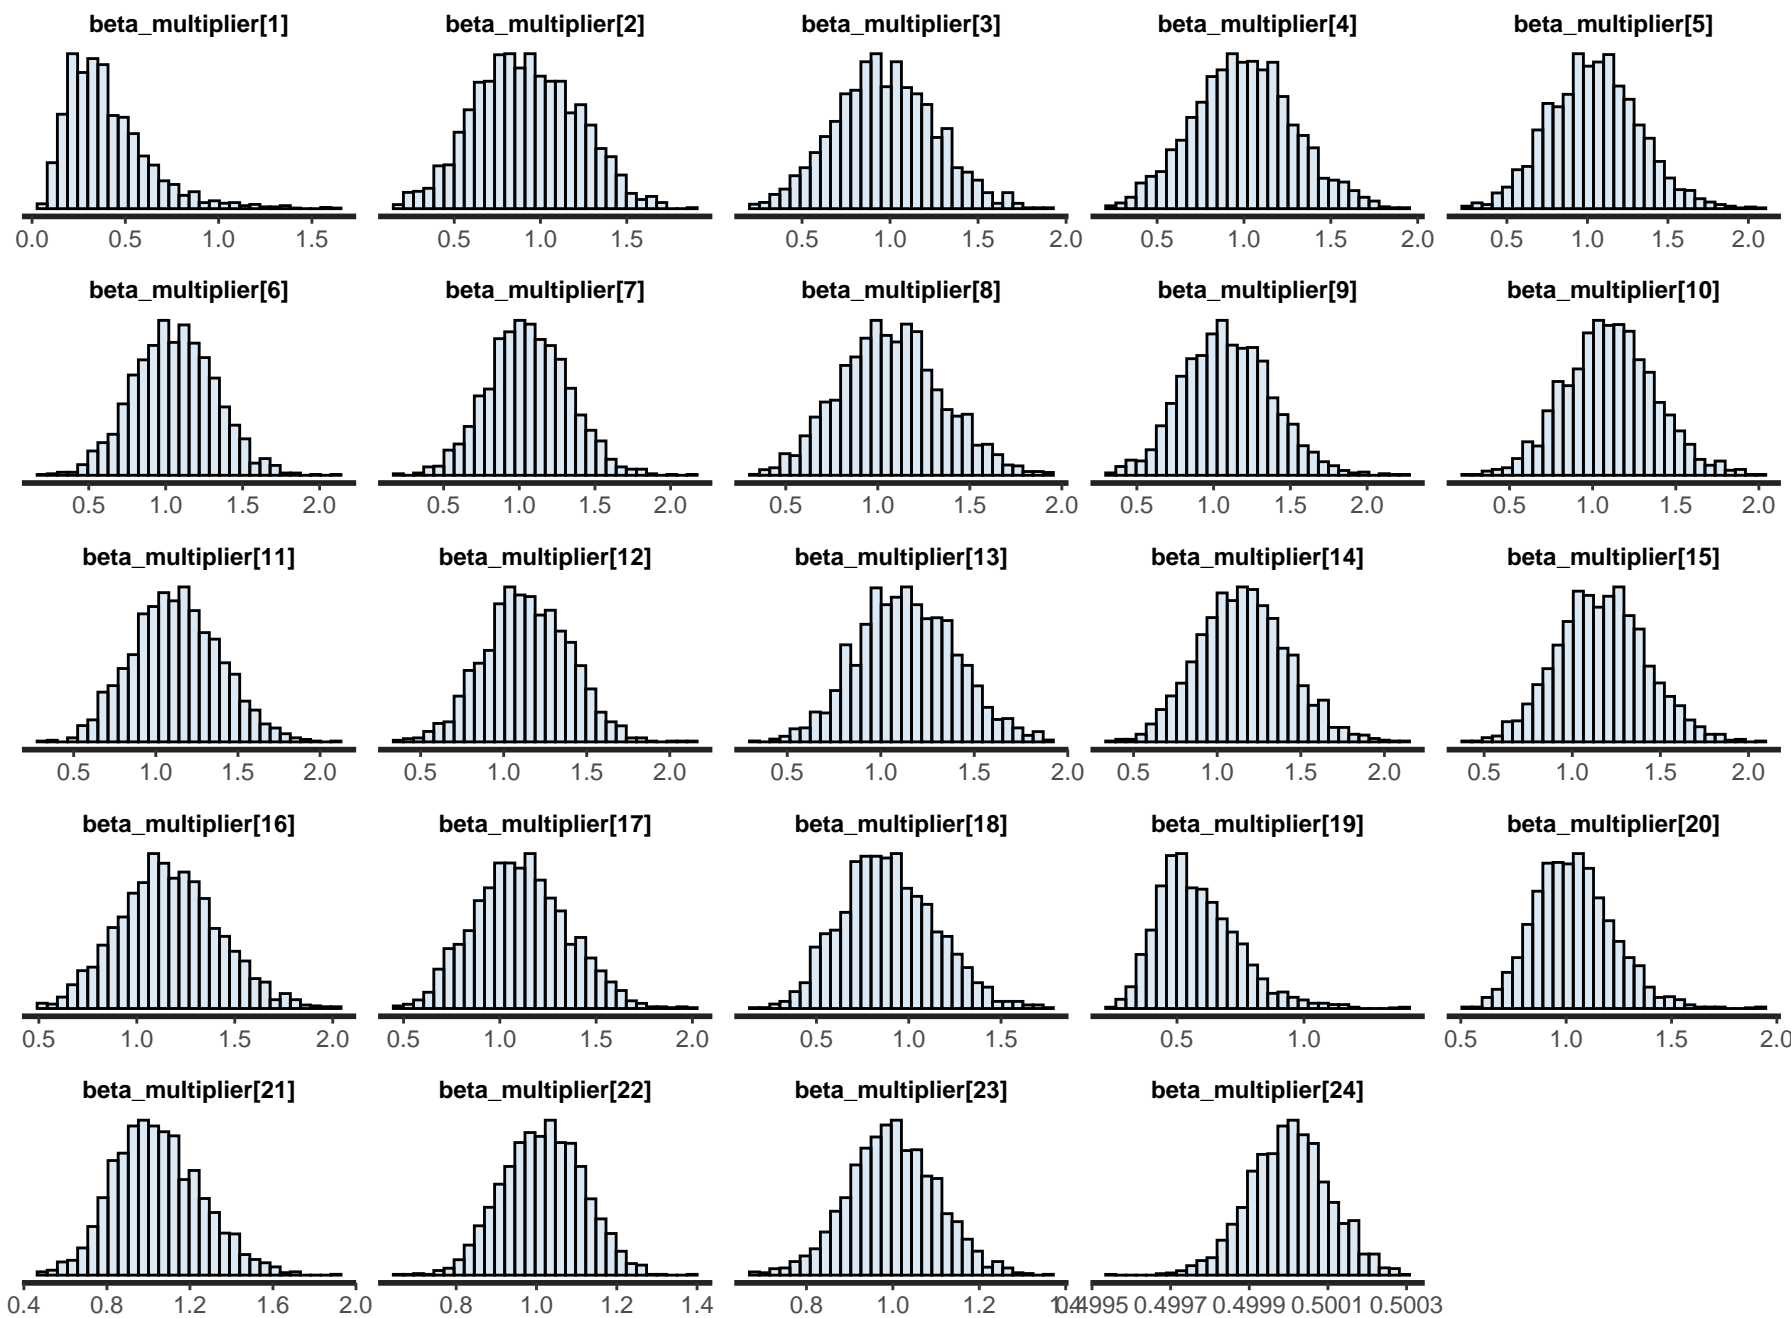 beta_multiplier[1] beta_multiplier[2] beta_multiplier[3] beta_multiplier[4] beta_multiplier[5]
0.0 0.5 1.0 1.5 0.5 1.0 1.5 0.5 1.0 1.5 2.0 0.5 1.0 1.5 2.0 0.5 1.0 1.5 2.0
beta_multiplier[6] beta_multiplier[7] beta_multiplier[8] beta_multiplier[9] beta_multiplier[10]
0.5 1.0 1.5 2.0 0.5 1.0 1.5 2.0 0.5 1.0 1.5 2.0 0.5 1.0 1.5 2.0 0.5 1.0 1.5 2.0
beta_multiplier[11] beta_multiplier[12] beta_multiplier[13] beta_multiplier[14] beta_multiplier[15]
0.5 1.0 1.5 2.0 0.5 1.0 1.5 2.0 0.5 1.0 1.5 2.0 0.5 1.0 1.5 2.0 0.5 1.0 1.5 2.0
beta_multiplier[16] beta_multiplier[17] beta_multiplier[18] beta_multiplier[19] beta_multiplier[20]
0.5 1.0 1.5 2.0 0.5 1.0 1.5 2.0 0.5 1.0 1.5 0.5 1.0 0.5 1.0 1.5 2.0
beta_multiplier[21] beta_multiplier[22] beta_multiplier[23] beta_multiplier[24]
0.4 0.8 1.2 1.6 2.0 0.8 1.0 1.2 1.4 0.8 1.0 1.2 1.4 0.4995 0.4997 0.4999 0.5001 0.5003